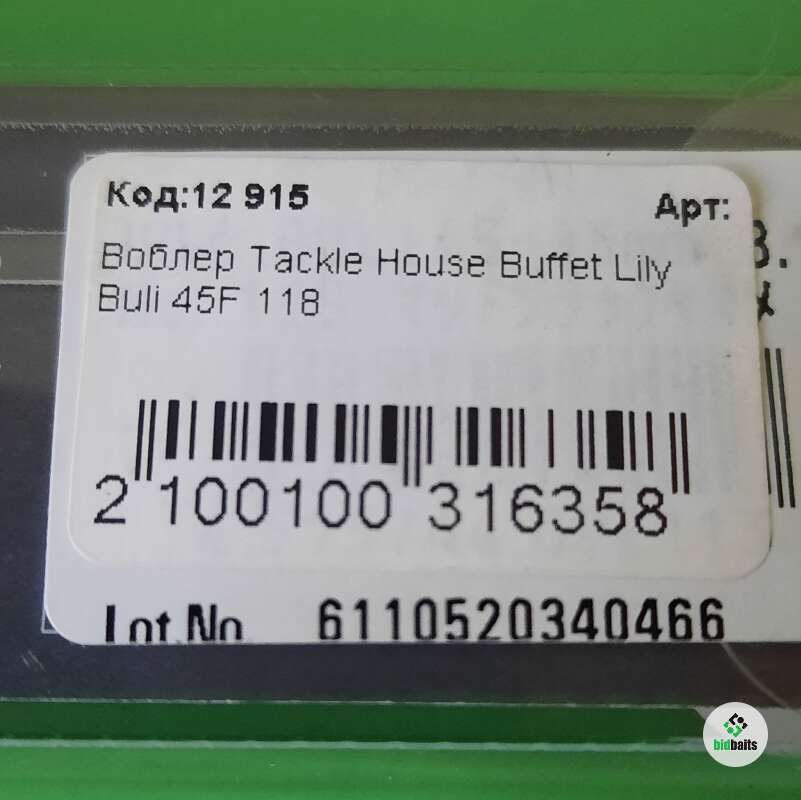 Код:12 915
Арт:
Воблер Tackle House Buffet Lily
Buli 45F 118
2 100100 316358
Lot No 6110520340466
bidbaits